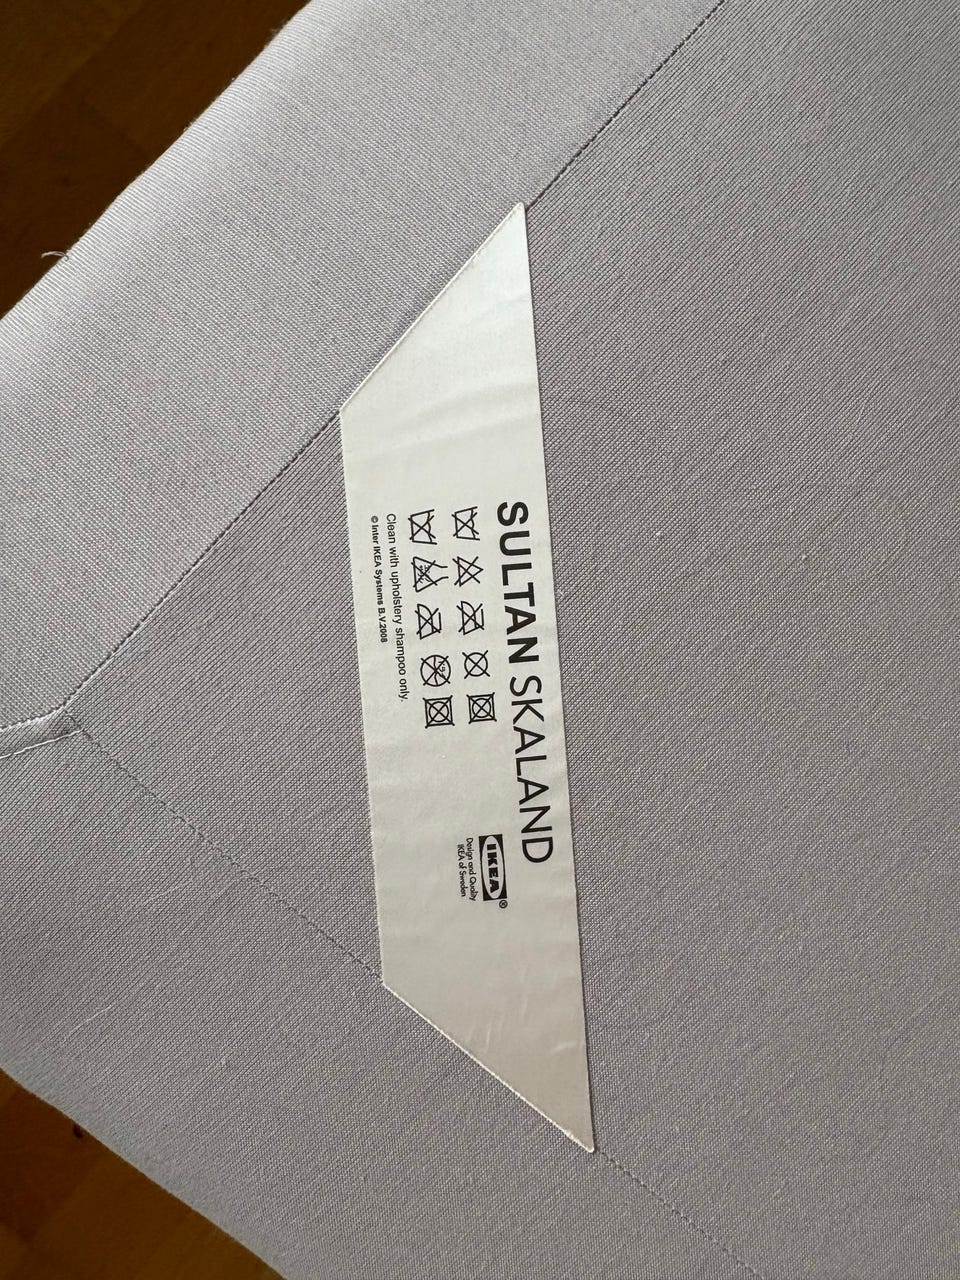 SULTAN SKALAND
Clean with upholstery shampoo only.
© Inter IKEA Systems B.V.2008
IKEA®
Design and Quality
IKEA of Sweden